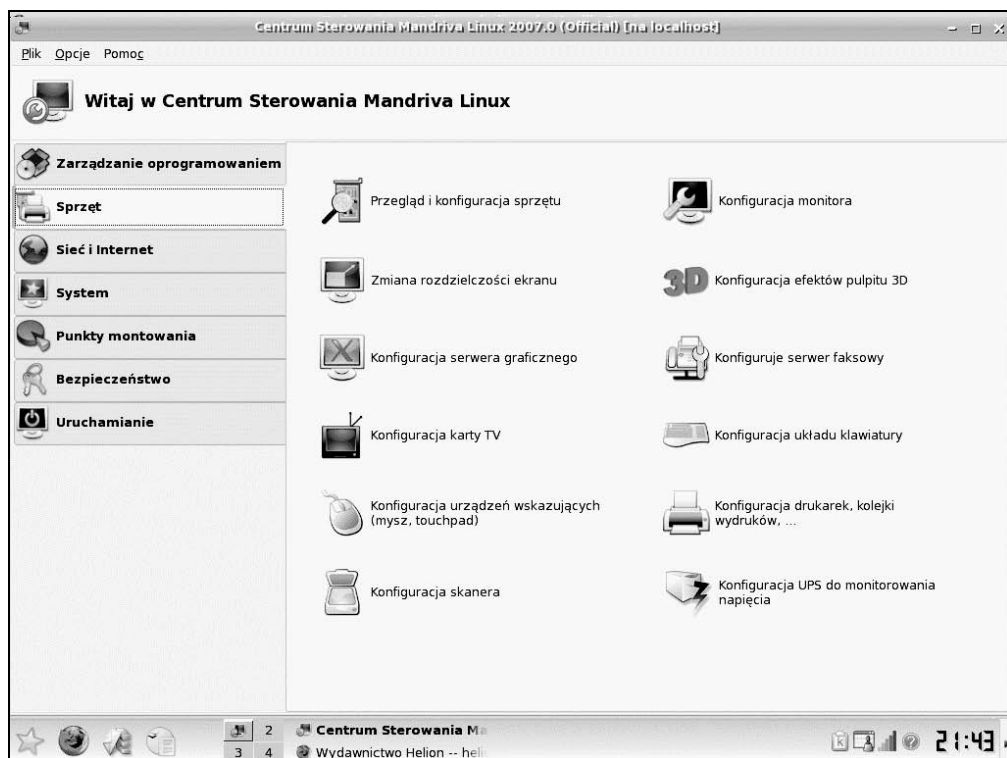 Centrum Sterowania Mandriva Linux 2007.0 (Official) [na localhost]
Plik Opcje Pomoc
Witaj w Centrum Sterowania Mandriva Linux
Zarządzanie oprogramowaniem
Sprzęt
Sieć i Internet
System
Punkty montowania
Bezpieczeństwo
Uruchamianie
Przegląd i konfiguracja sprzętu
Konfiguracja monitora
Zmiana rozdzielczości ekranu
3D
Konfiguracja efektów pulpitu 3D
Konfiguracja serwera graficznego
Konfiguruje serwer faksowy
Konfiguracja karty TV
Konfiguracja układu klawiatury
Konfiguracja urządzeń wskazujących
(mysz, touchpad)
Konfiguracja drukarek, kolejki
wydruków, ...
Konfiguracja skanera
Konfiguracja UPS do monitorowania
napięcia
2
3 4
Centrum Sterowania M
Wydawnictwo Helion -- heli
21:43